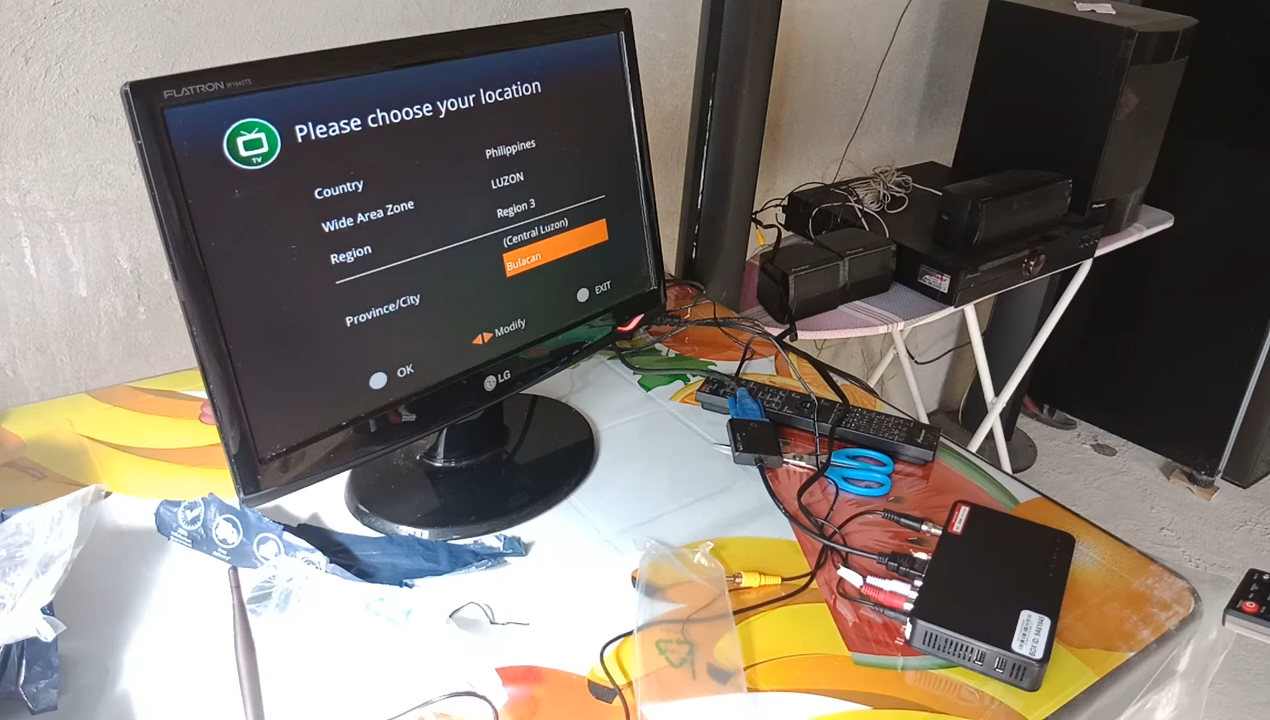 FLATRON W1943TE
TV
Please choose your location
Country Philippines
Wide Area Zone LUZON
Region Region 3
(Central Luzon)
Province/City Bulacan
Modify
OK
EXIT
LG